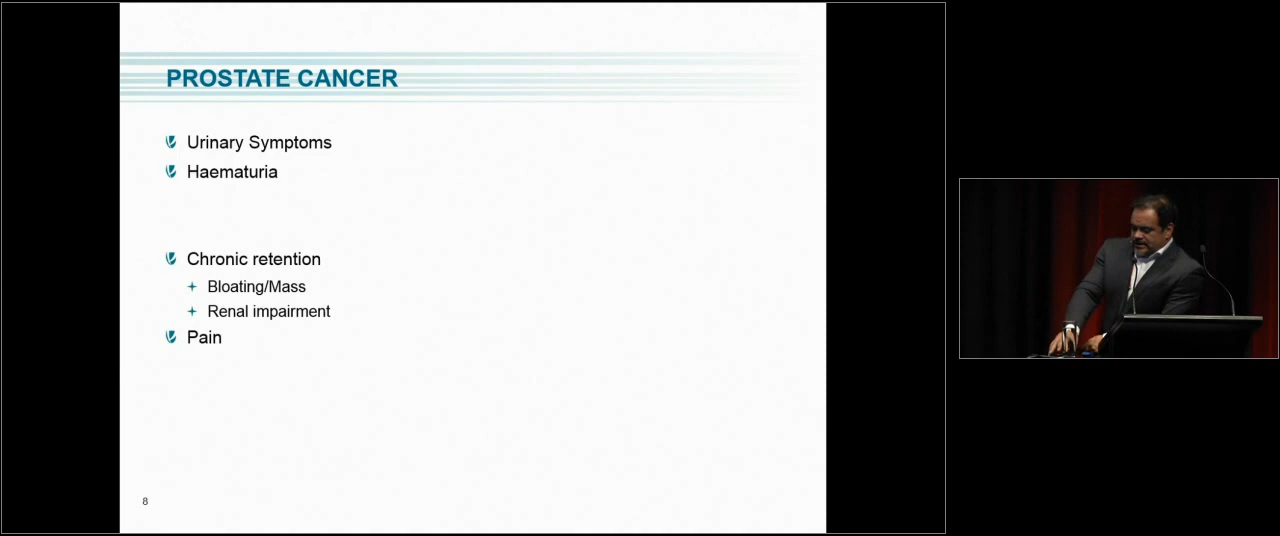 PROSTATE CANCER
Urinary Symptoms
Haematuria
Chronic retention
Bloating/Mass
Renal impairment
Pain
8